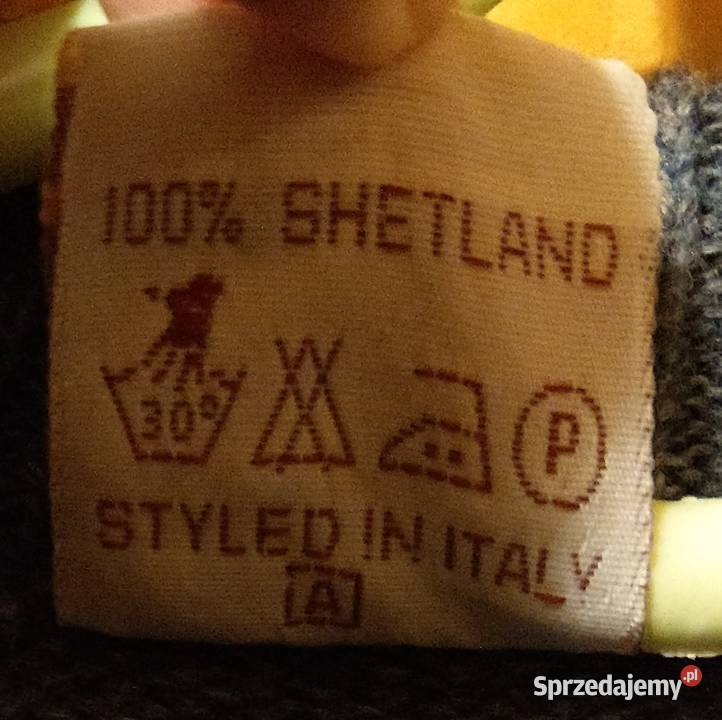 100% SHETLAND
30°
P
STYLED IN ITALY
A
Sprzedajemy.pl